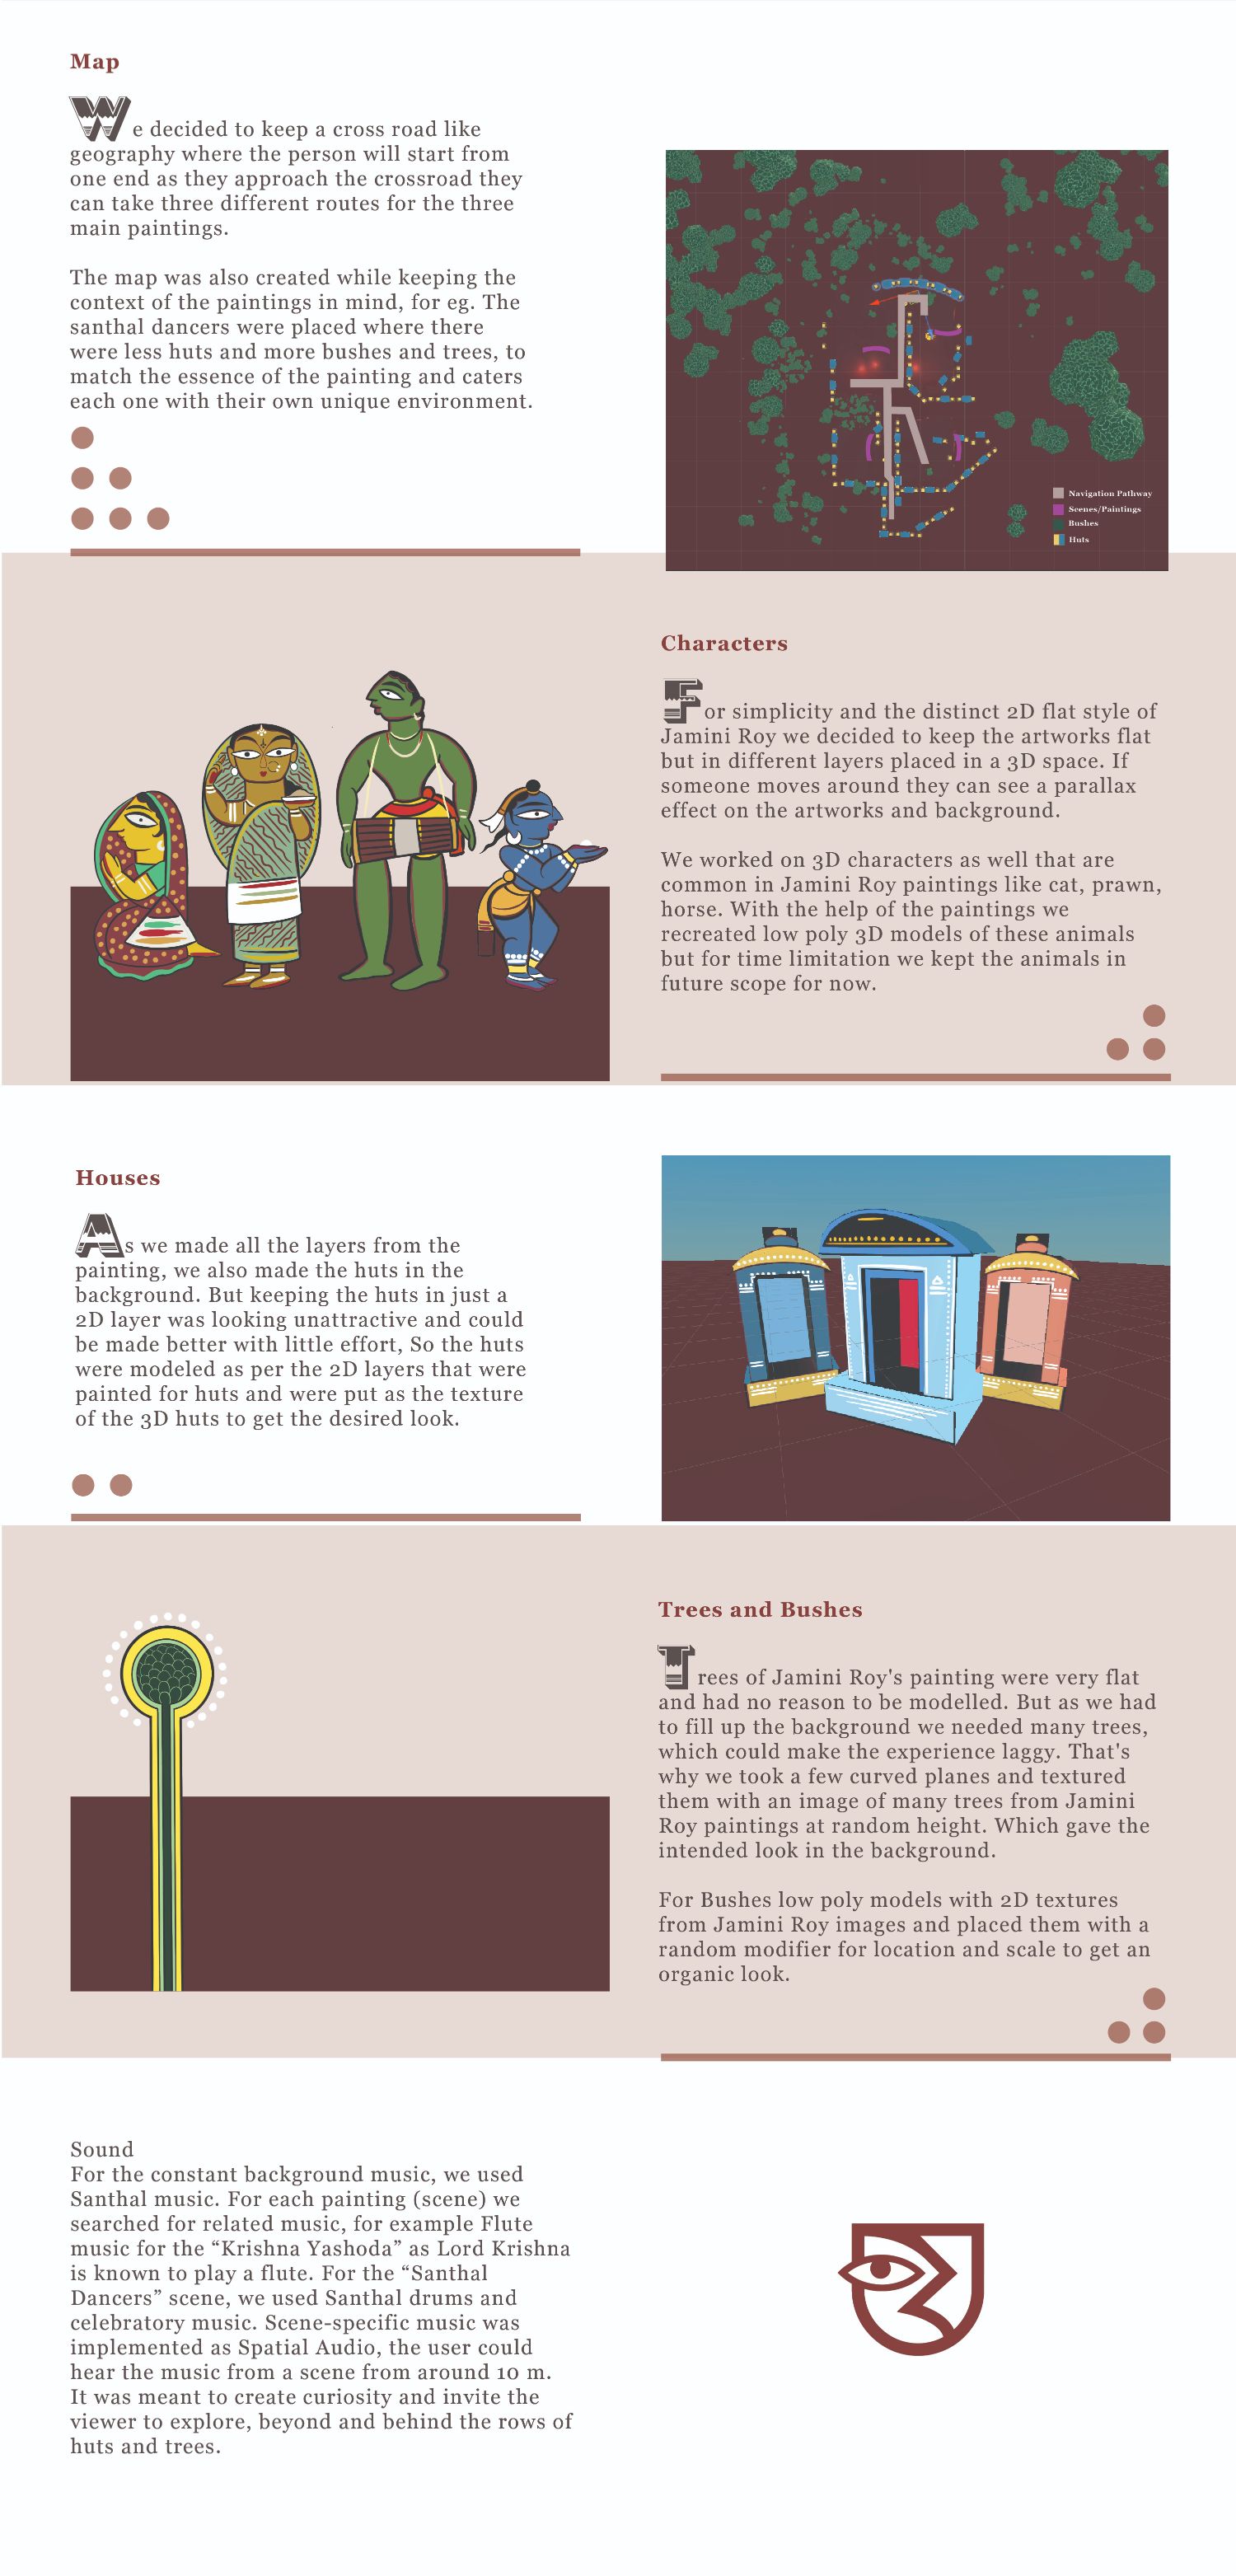 Map
We decided to keep a cross road like
geography where the person will start from
one end as they approach the crossroad they
can take three different routes for the three
main paintings.
The map was also created while keeping the
context of the paintings in mind, for eg. The
santhal dancers were placed where there
were less huts and more bushes and trees, to
match the essence of the painting and caters
each one with their own unique environment.
Navigation Pathway
Scenes/Paintings
Bushes
Huts
Characters
For simplicity and the distinct 2D flat style of
Jamini Roy we decided to keep the artworks flat
but in different layers placed in a 3D space. If
someone moves around they can see a parallax
effect on the artworks and background.
We worked on 3D characters as well that are
common in Jamini Roy paintings like cat, prawn,
horse. With the help of the paintings we
recreated low poly 3D models of these animals
but for time limitation we kept the animals in
future scope for now.
Houses
As we made all the layers from the
painting, we also made the huts in the
background. But keeping the huts in just a
2D layer was looking unattractive and could
be made better with little effort, So the huts
were modeled as per the 2D layers that were
painted for huts and were put as the texture
of the 3D huts to get the desired look.
Trees and Bushes
Trees of Jamini Roy's painting were very flat
and had no reason to be modelled. But as we had
to fill up the background we needed many trees,
which could make the experience laggy. That's
why we took a few curved planes and textured
them with an image of many trees from Jamini
Roy paintings at random height. Which gave the
intended look in the background.
For Bushes low poly models with 2D textures
from Jamini Roy images and placed them with a
random modifier for location and scale to get an
organic look.
Sound
For the constant background music, we used
Santhal music. For each painting (scene) we
searched for related music, for example Flute
music for the “Krishna Yashoda” as Lord Krishna
is known to play a flute. For the “Santhal
Dancers” scene, we used Santhal drums and
celebratory music. Scene-specific music was
implemented as Spatial Audio, the user could
hear the music from a scene from around 10 m.
It was meant to create curiosity and invite the
viewer to explore, beyond and behind the rows of
huts and trees.